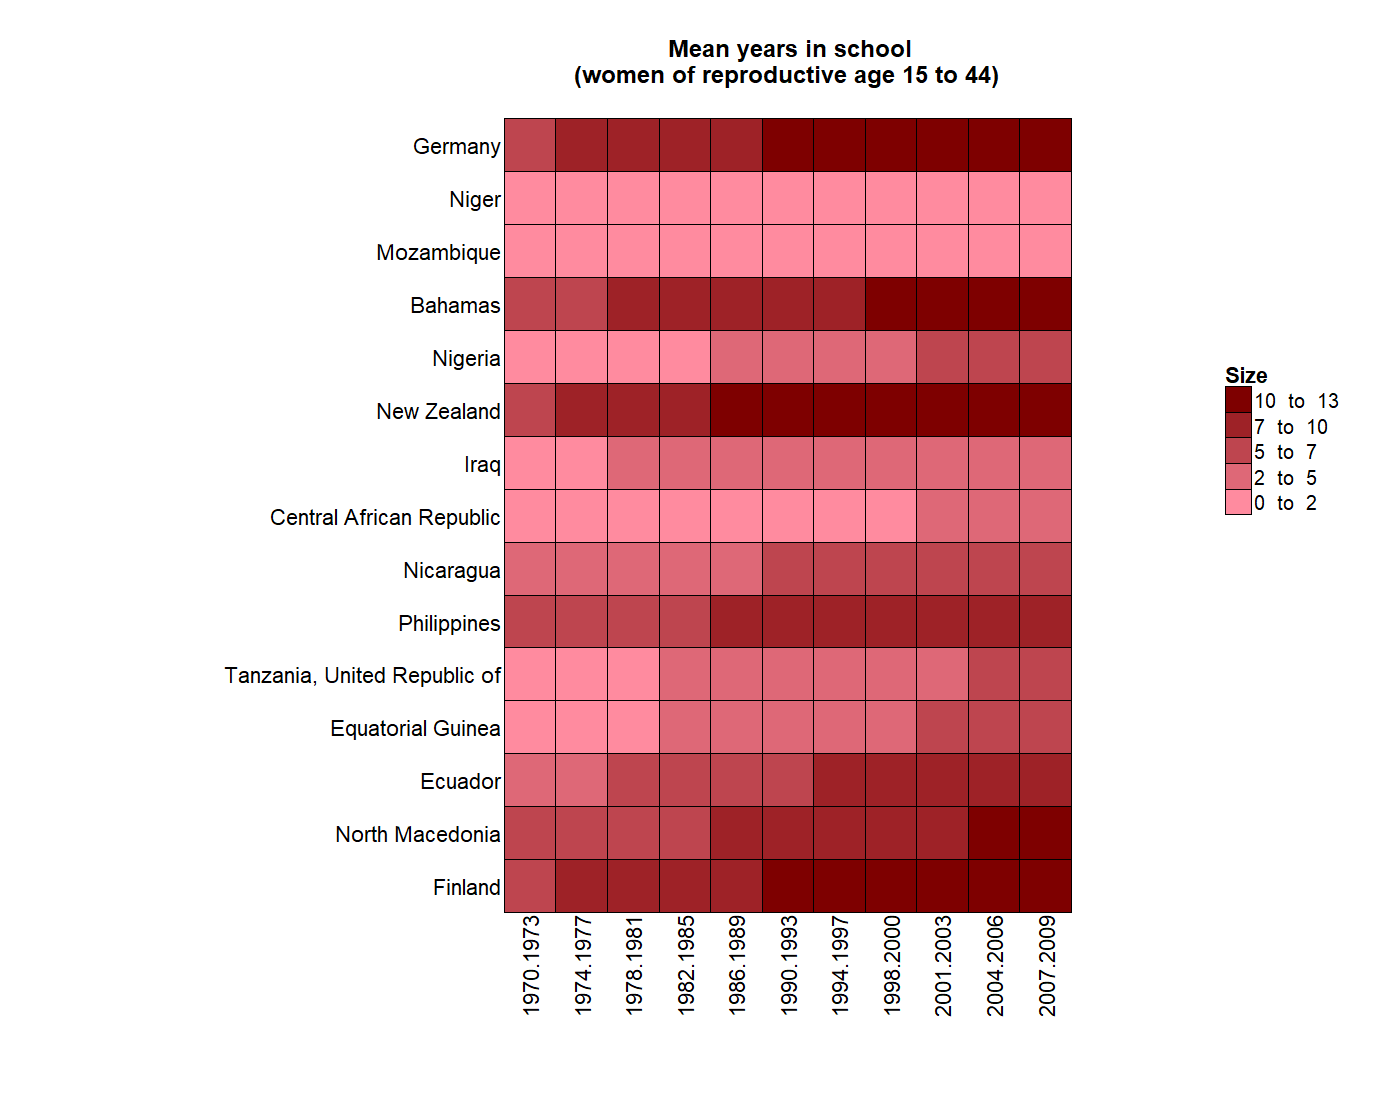 Mean years in school
(women of reproductive age 15 to 44)
Germany
Niger
Mozambique
Bahamas
Nigeria
New Zealand
Iraq
Central African Republic
Nicaragua
Philippines
Tanzania, United Republic of
Equatorial Guinea
Ecuador
North Macedonia
Finland
1970.1973
1974.1977
1978.1981
1982.1985
1986.1989
1990.1993
1994.1997
1998.2000
2001.2003
2004.2006
2007.2009
Size
10 to 13
7 to 10
5 to 7
2 to 5
0 to 2